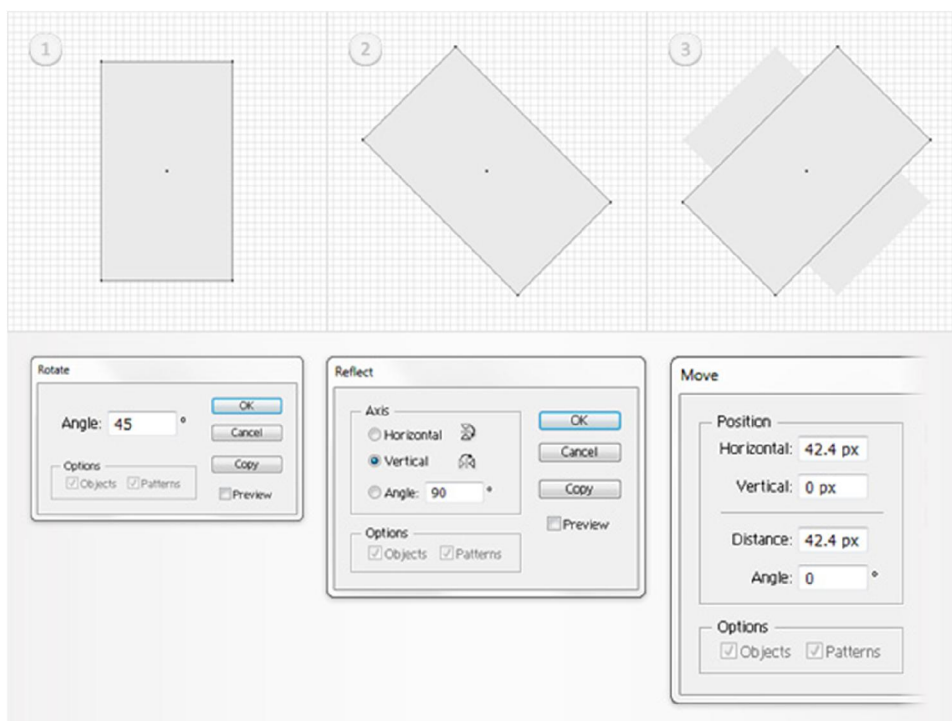 1
2
3
Rotate
Angle: 45 °
OK
Cancel
Copy
Options
Objects Patterns
Preview
Reflect
Axis
Horizontal
Vertical
Angle: 90 °
OK
Cancel
Copy
Preview
Options
Objects Patterns
Move
Position
Horizontal: 42.4 px
Vertical: 0 px
Distance: 42.4 px
Angle: 0 °
Options
Objects Patterns